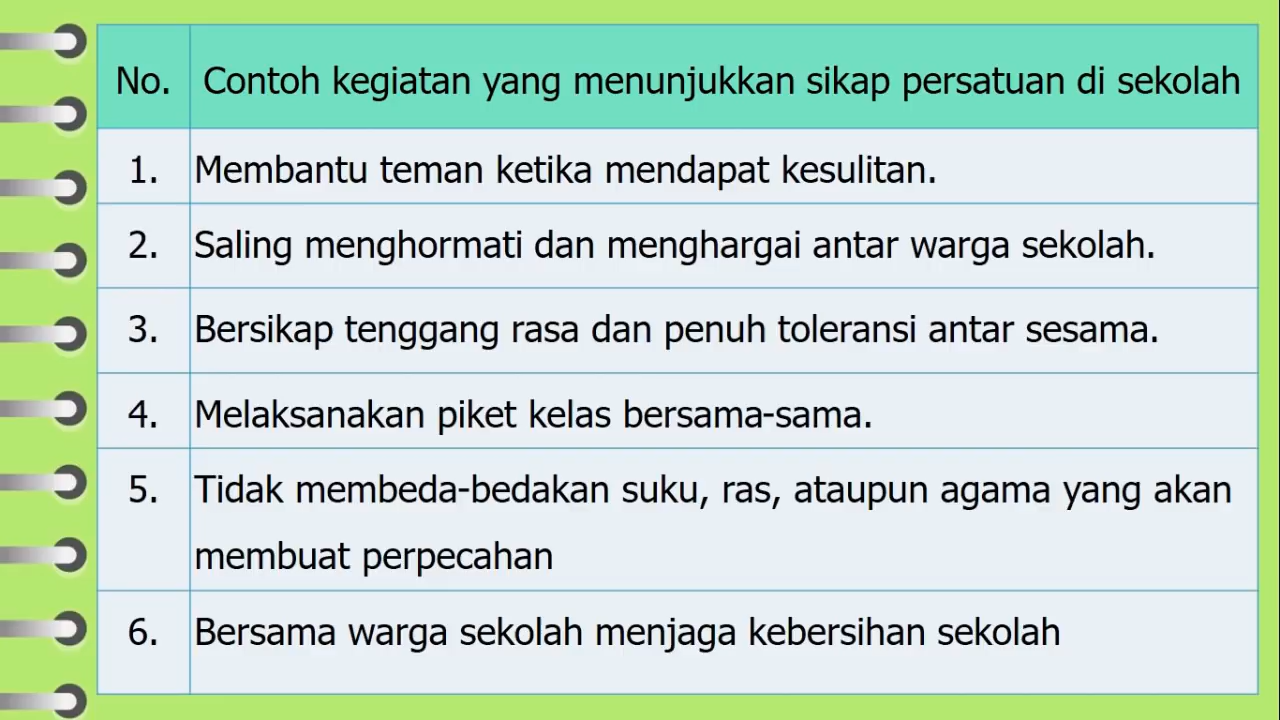 No. Contoh kegiatan yang menunjukkan sikap persatuan di sekolah
1. Membantu teman ketika mendapat kesulitan.
2. Saling menghormati dan menghargai antar warga sekolah.
3. Bersikap tenggang rasa dan penuh toleransi antar sesama.
4. Melaksanakan piket kelas bersama-sama.
5. Tidak membeda-bedakan suku, ras, ataupun agama yang akan
membuat perpecahan
6. Bersama warga sekolah menjaga kebersihan sekolah